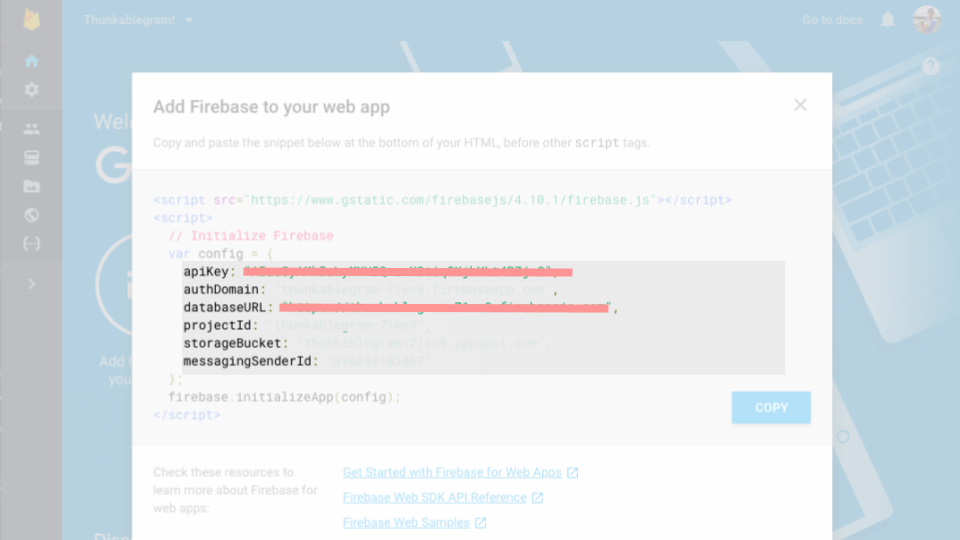 Thunkablegram!
Go to docs
Wel
G
Add Firebase to your web app
Copy and paste the snippet below at the bottom of your HTML, before other script tags.
<script src="https://www.gstatic.com/firebasejs/4.10.1/firebase.js"></script>
<script>
// Initialize Firebase
var config = {
apiKey:
authDomain: "thunkablegram-71ec9.firebaseapp.com",
databaseURL:
projectId: "thunkablegram-71ec9",
storageBucket: "thunkablegram-71ec9.appspot.com",
messagingSenderId:
};
firebase.initializeApp(config);
</script>
COPY
Add
you
Check these resources to
learn more about Firebase for
web apps:
Get Started with Firebase for Web Apps
Firebase Web SDK API Reference
Firebase Web Samples